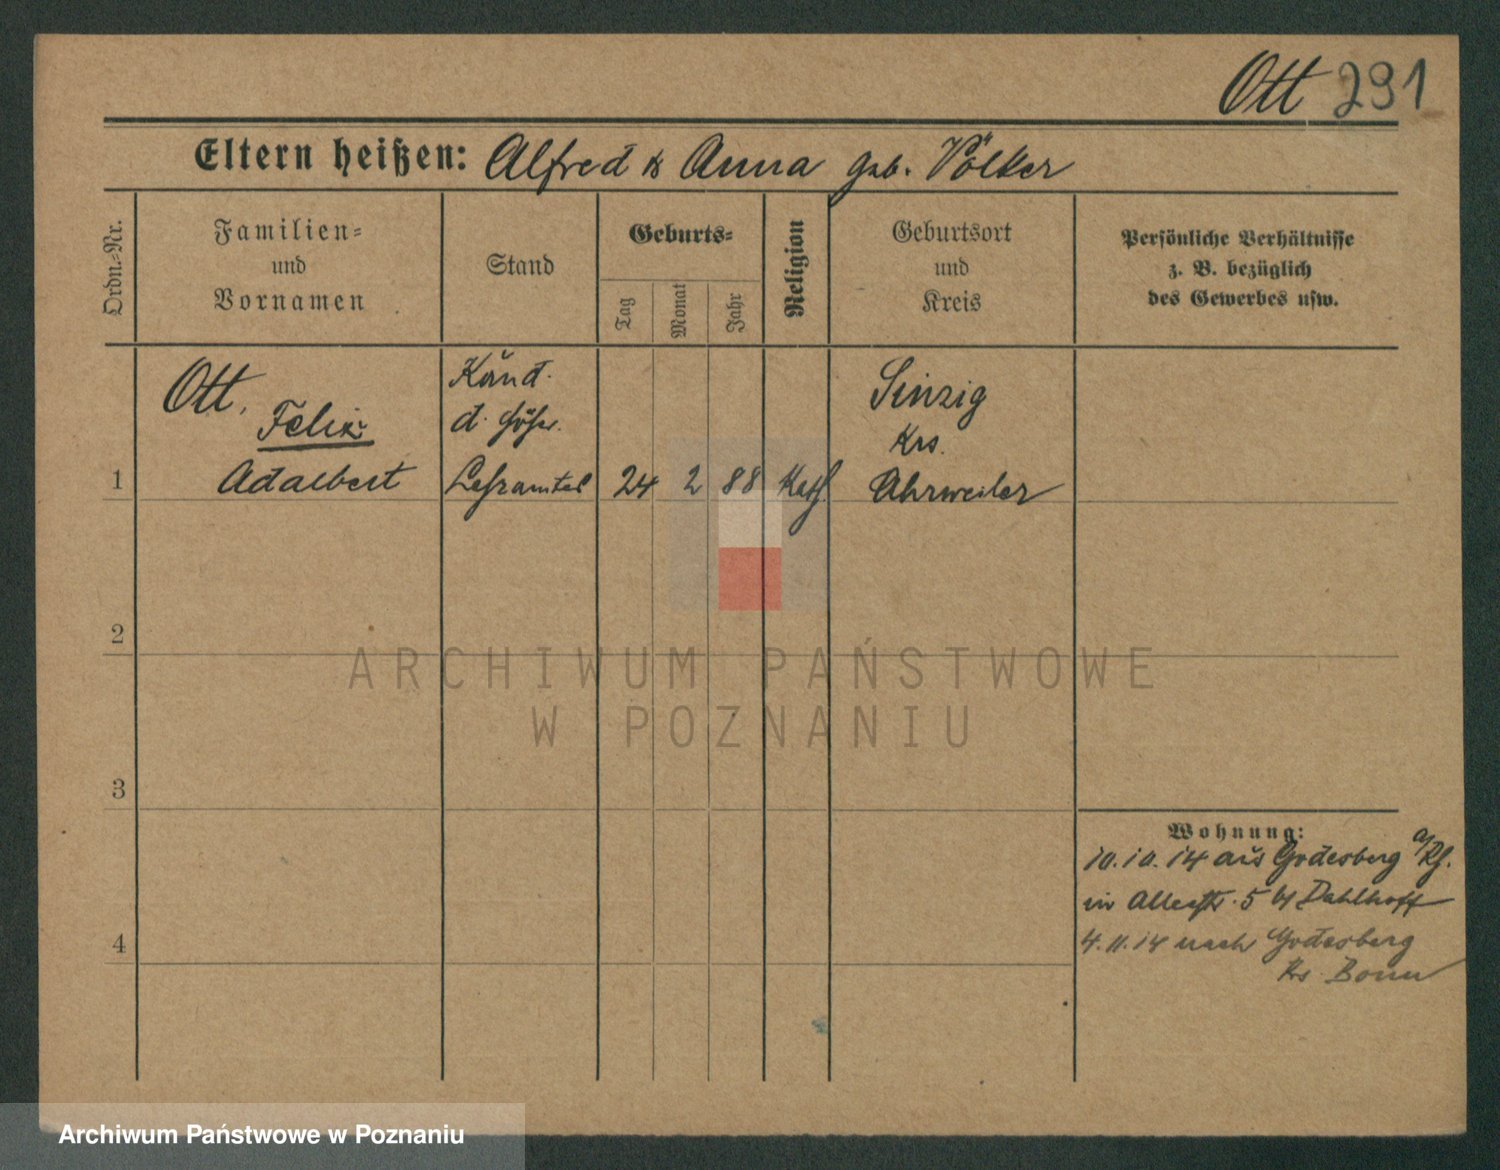 Ott 291
Eltern heißen: Alfred & Anna geb. Völker
Ordn.-Nr.
Familien-
und
Vornamen
Stand
Geburts-
Tag
Monat
Jahr
Religion
Geburtsort
und
Kreis
Persönliche Verhältnisse
z. B. bezüglich
des Gewerbes usw.
1
Ott,
Felix
Adalbert
Kand.
d. höh.
Lehramtes
24 2 88 Kath.
Sinzig
Krs.
Ahrweiler
2
3
4
Wohnung:
10.10.14 aus Godesberg a/Rh.
in 5 b/ Dahlhoff
4.11.14 nach Godesberg
Krs. Bonn
ARCHIWUM PAŃSTWOWE
W POZNANIU
Archiwum Państwowe w Poznaniu